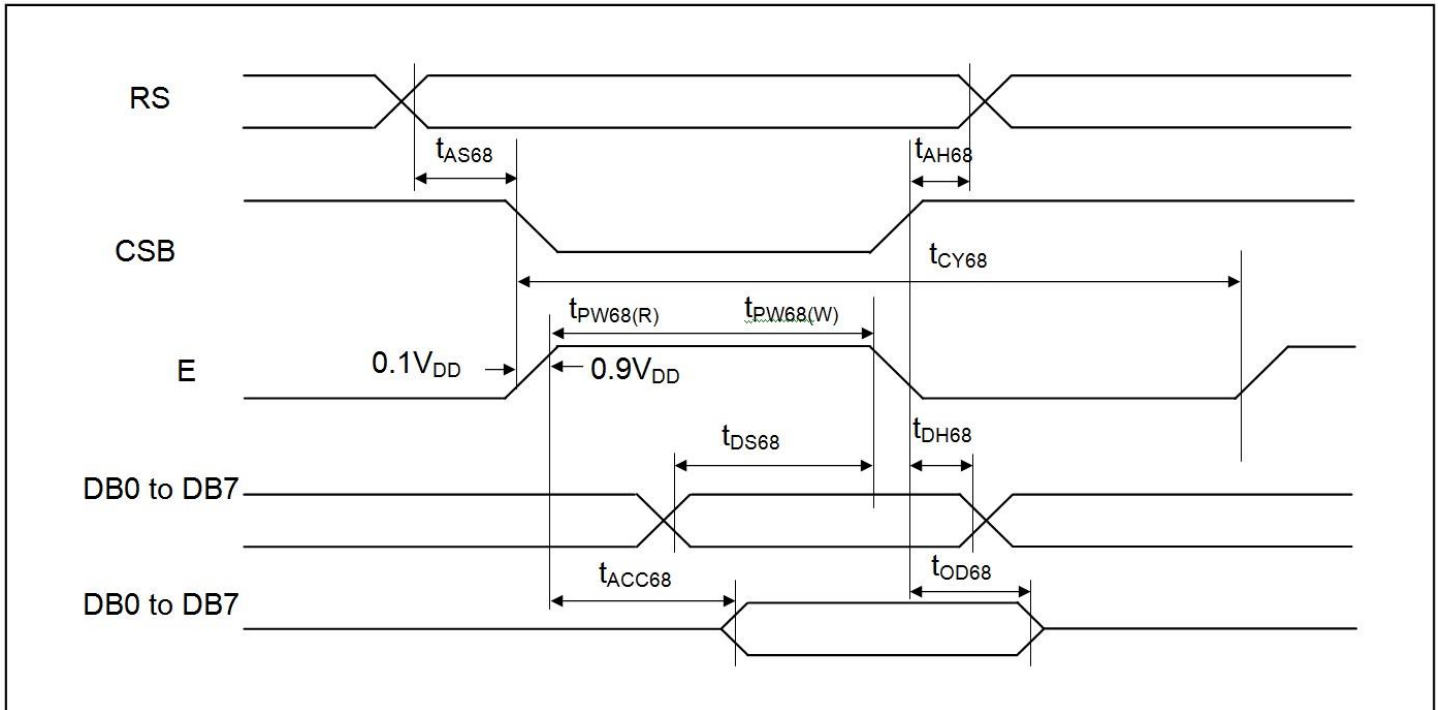 RS
tAS68
tAH68
CSB
tCY68
tPW68(R)
tPW68(W)
E
0.1VDD
0.9VDD
tDS68
tDH68
DB0 to DB7
tACC68
tOD68
DB0 to DB7